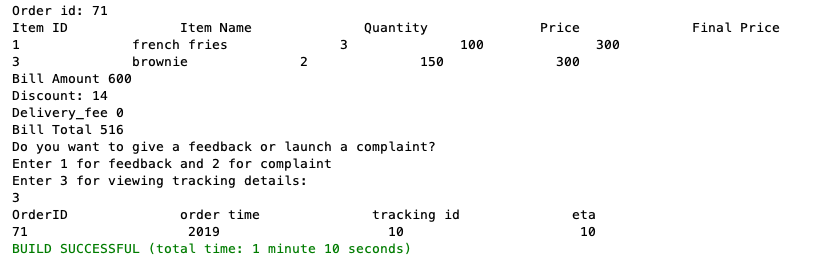 Order id: 71
Item ID Item Name Quantity Price Final Price
1 french fries 3 100 300
3 brownie 2 150 300
Bill Amount 600
Discount: 14
Delivery_fee 0
Bill Total 516
Do you want to give a feedback or launch a complaint?
Enter 1 for feedback and 2 for complaint
Enter 3 for viewing tracking details:
3
OrderID order time tracking id eta
71 2019 10 10
BUILD SUCCESSFUL (total time: 1 minute 10 seconds)